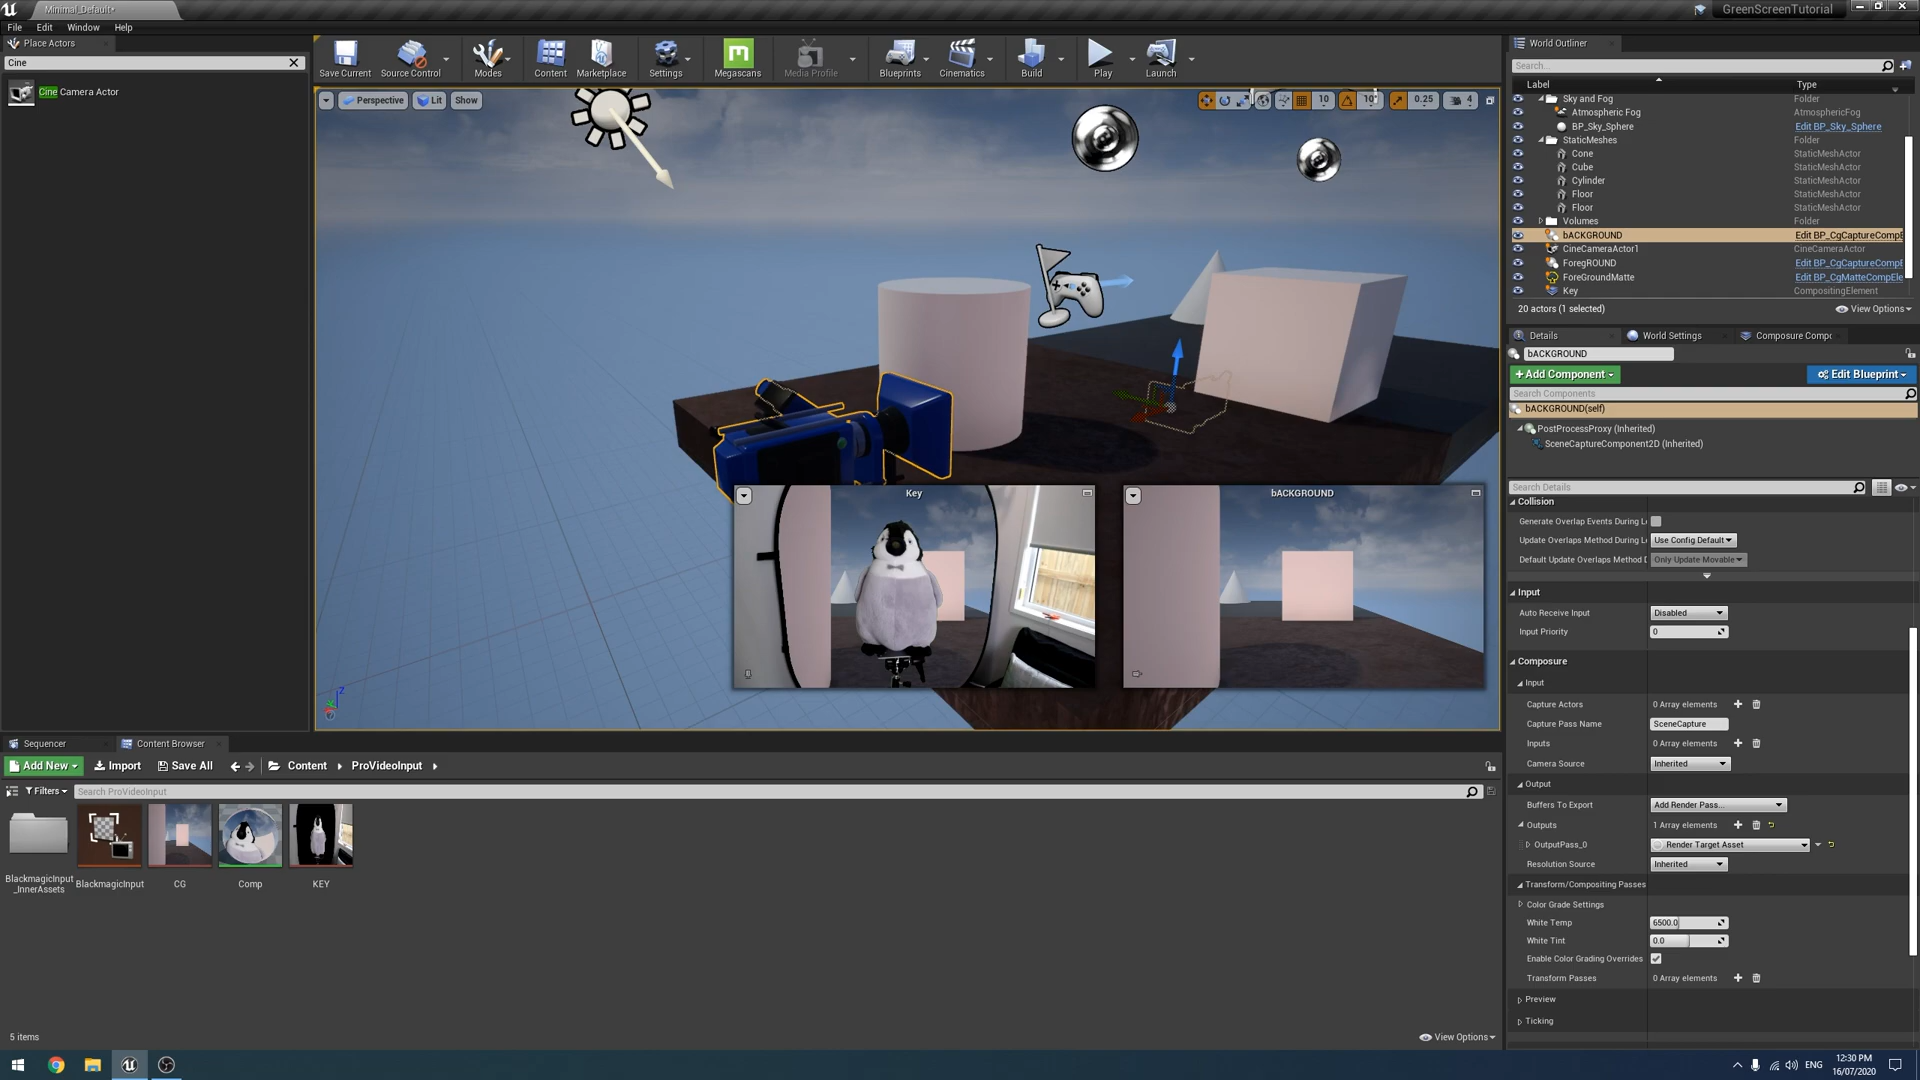 Minimal_Default*
GreenScreenTutorial
File Edit Window Help
Place Actors
Cine
Cine Camera Actor
Save Current
Source Control
Modes
Content
Marketplace
Settings
Megascans
Media Profile
Blueprints
Cinematics
Build
Play
Launch
Perspective
Lit
Show
10
10°
0.25
4
World Outliner
Search...
Label
Type
Sky and Fog Folder
Atmospheric Fog AtmosphericFog
BP_Sky_Sphere Edit BP_Sky_Sphere
StaticMeshes Folder
Cone StaticMeshActor
Cube StaticMeshActor
Cylinder StaticMeshActor
Floor StaticMeshActor
Floor StaticMeshActor
Volumes Folder
bACKGROUND Edit BP_CgCaptureCompE
CineCameraActor1 CineCameraActor
ForegROUND Edit BP_CgCaptureCompE
ForeGroundMatte Edit BP_CgMatteCompEle
Key CompositingElement
20 actors (1 selected)
View Options
Details
World Settings
Composure Compo
bACKGROUND
+Add Component
Edit Blueprint
Search Components
bACKGROUND(self)
PostProcessProxy (Inherited)
SceneCaptureComponent2D (Inherited)
Search Details
Collision
Generate Overlap Events During L
Update Overlaps Method During L Use Config Default
Default Update Overlaps Method D Only Update Movable
Input
Auto Receive Input Disabled
Input Priority 0
Composure
Input
Capture Actors 0 Array elements
Capture Pass Name SceneCapture
Inputs 0 Array elements
Camera Source Inherited
Output
Buffers To Export Add Render Pass...
Outputs 1 Array elements
OutputPass_0 Render Target Asset
Resolution Source Inherited
Transform/Compositing Passes
Color Grade Settings
White Temp 6500.0
White Tint 0.0
Enable Color Grading Overrides
Transform Passes 0 Array elements
Preview
Ticking
Key
bACKGROUND
Z
Sequencer
Content Browser
Add New
Import
Save All
Content
ProVideoInput
Filters
Search ProVideoInput
BlackmagicInput
_InnerAssets
BlackmagicInput
CG
Comp
KEY
5 items
View Options
ENG
12:30 PM
16/07/2020